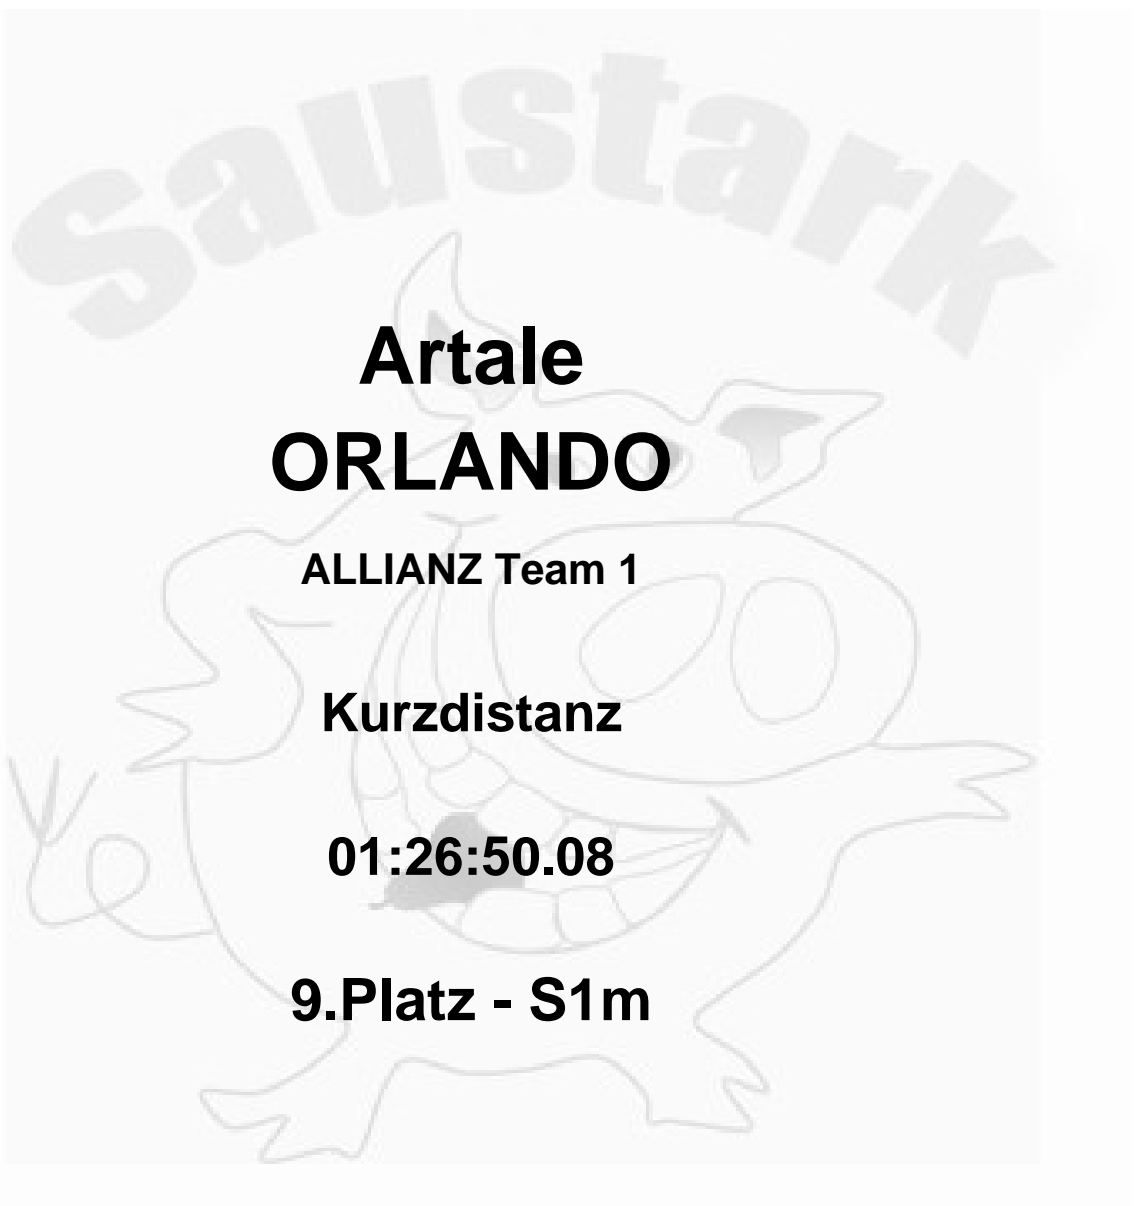 Saustark
Artale
ORLANDO
ALLIANZ Team 1
Kurzdistanz
01:26:50.08
9.Platz - S1m